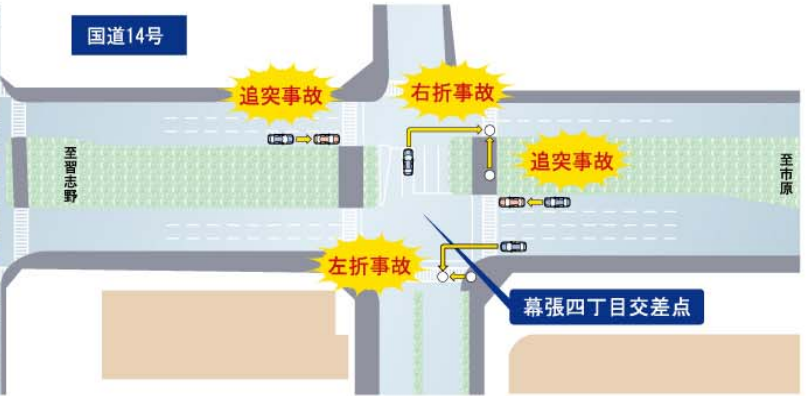 国道14号
追突事故
右折事故
追突事故
至習志野
至市原
左折事故
幕張四丁目交差点